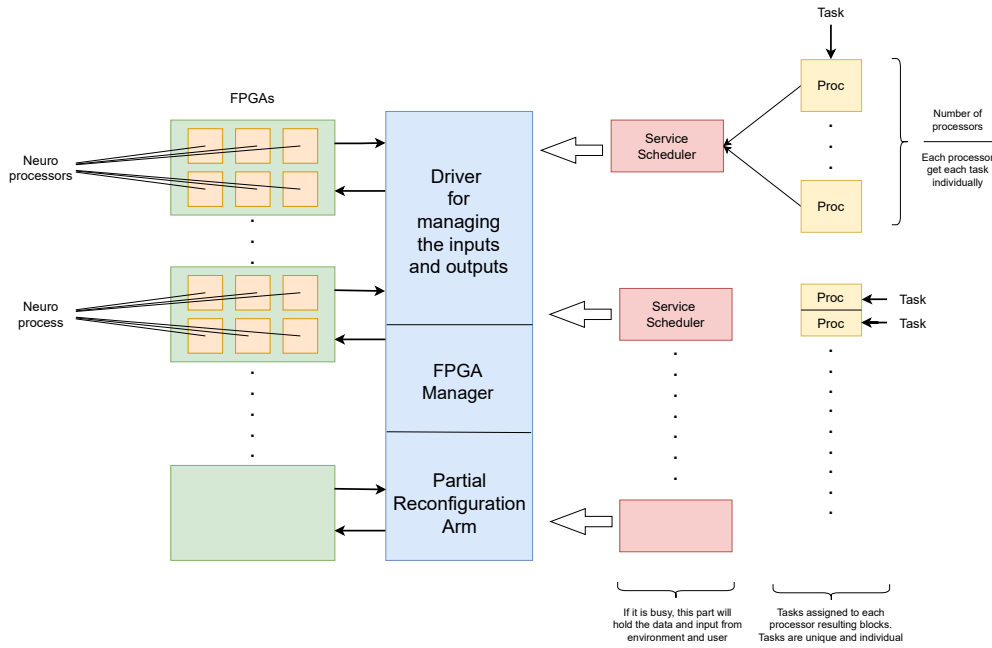 Task
FPGAs
Proc
Number of
processors
Each processor
get each task
individually
Neuro
processors
Service
Scheduler
Driver
for
managing
the inputs
and outputs
Proc
Neuro
process
Service
Scheduler
Proc
Task
Proc
Task
FPGA
Manager
Partial
Reconfiguration
Arm
If it is busy, this part will
hold the data and input from
environment and user
Tasks assigned to each
processor resulting blocks.
Tasks are unique and individual